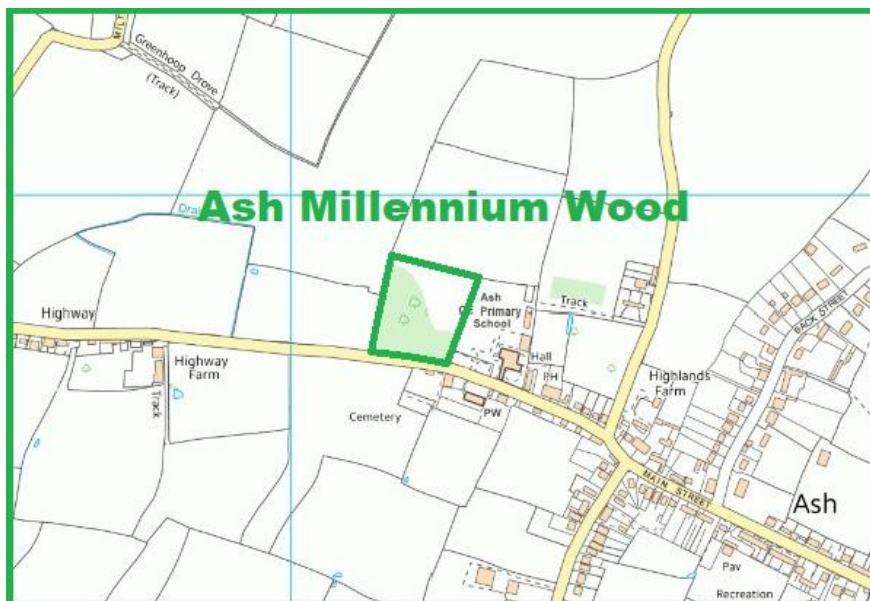 MILT
Greenhoop Drove
(Track)
Ash Millennium Wood
Highway
Highway
Farm
Track
Ash
Primary
School
Track
Hall
PH
Cemetery
PW
Highlands
Farm
BACK STREET
MAIN STREET
Ash
Pav
Recreation